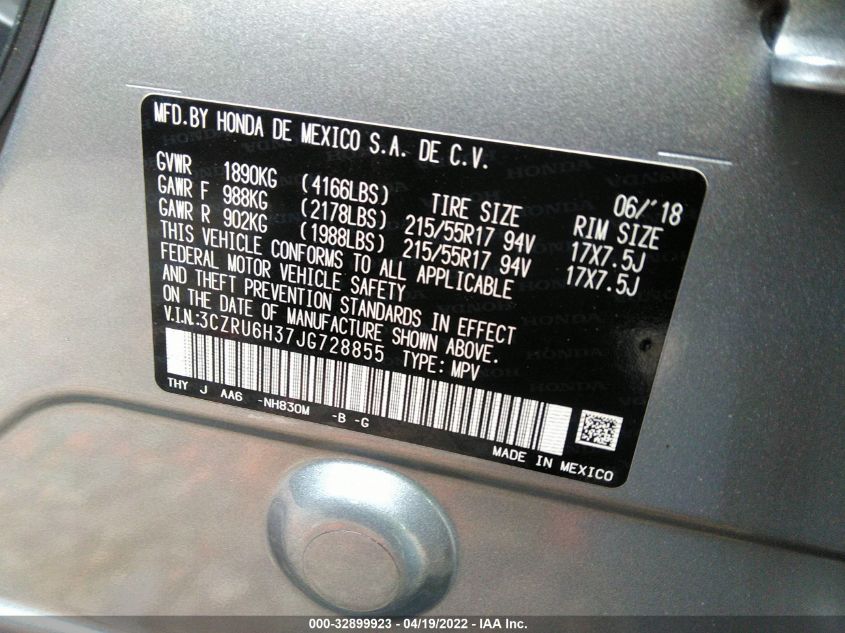 MFD.BY HONDA DE MEXICO S.A. DE C.V.
06/'18
GVWR 1890KG (4166LBS) TIRE SIZE RIM SIZE
GAWR F 988KG (2178LBS) 215/55R17 94V 17X7.5J
GAWR R 902KG (1988LBS) 215/55R17 94V 17X7.5J
THIS VEHICLE CONFORMS TO ALL APPLICABLE
FEDERAL MOTOR VEHICLE SAFETY
AND THEFT PREVENTION STANDARDS IN EFFECT
ON THE DATE OF MANUFACTURE SHOWN ABOVE.
V.I.N:3CZRU6H37JG728855 TYPE: MPV
THY J AA6 -NH830M -B -G
MADE IN MEXICO
000-32899923 - 04/19/2022 - IAA Inc.